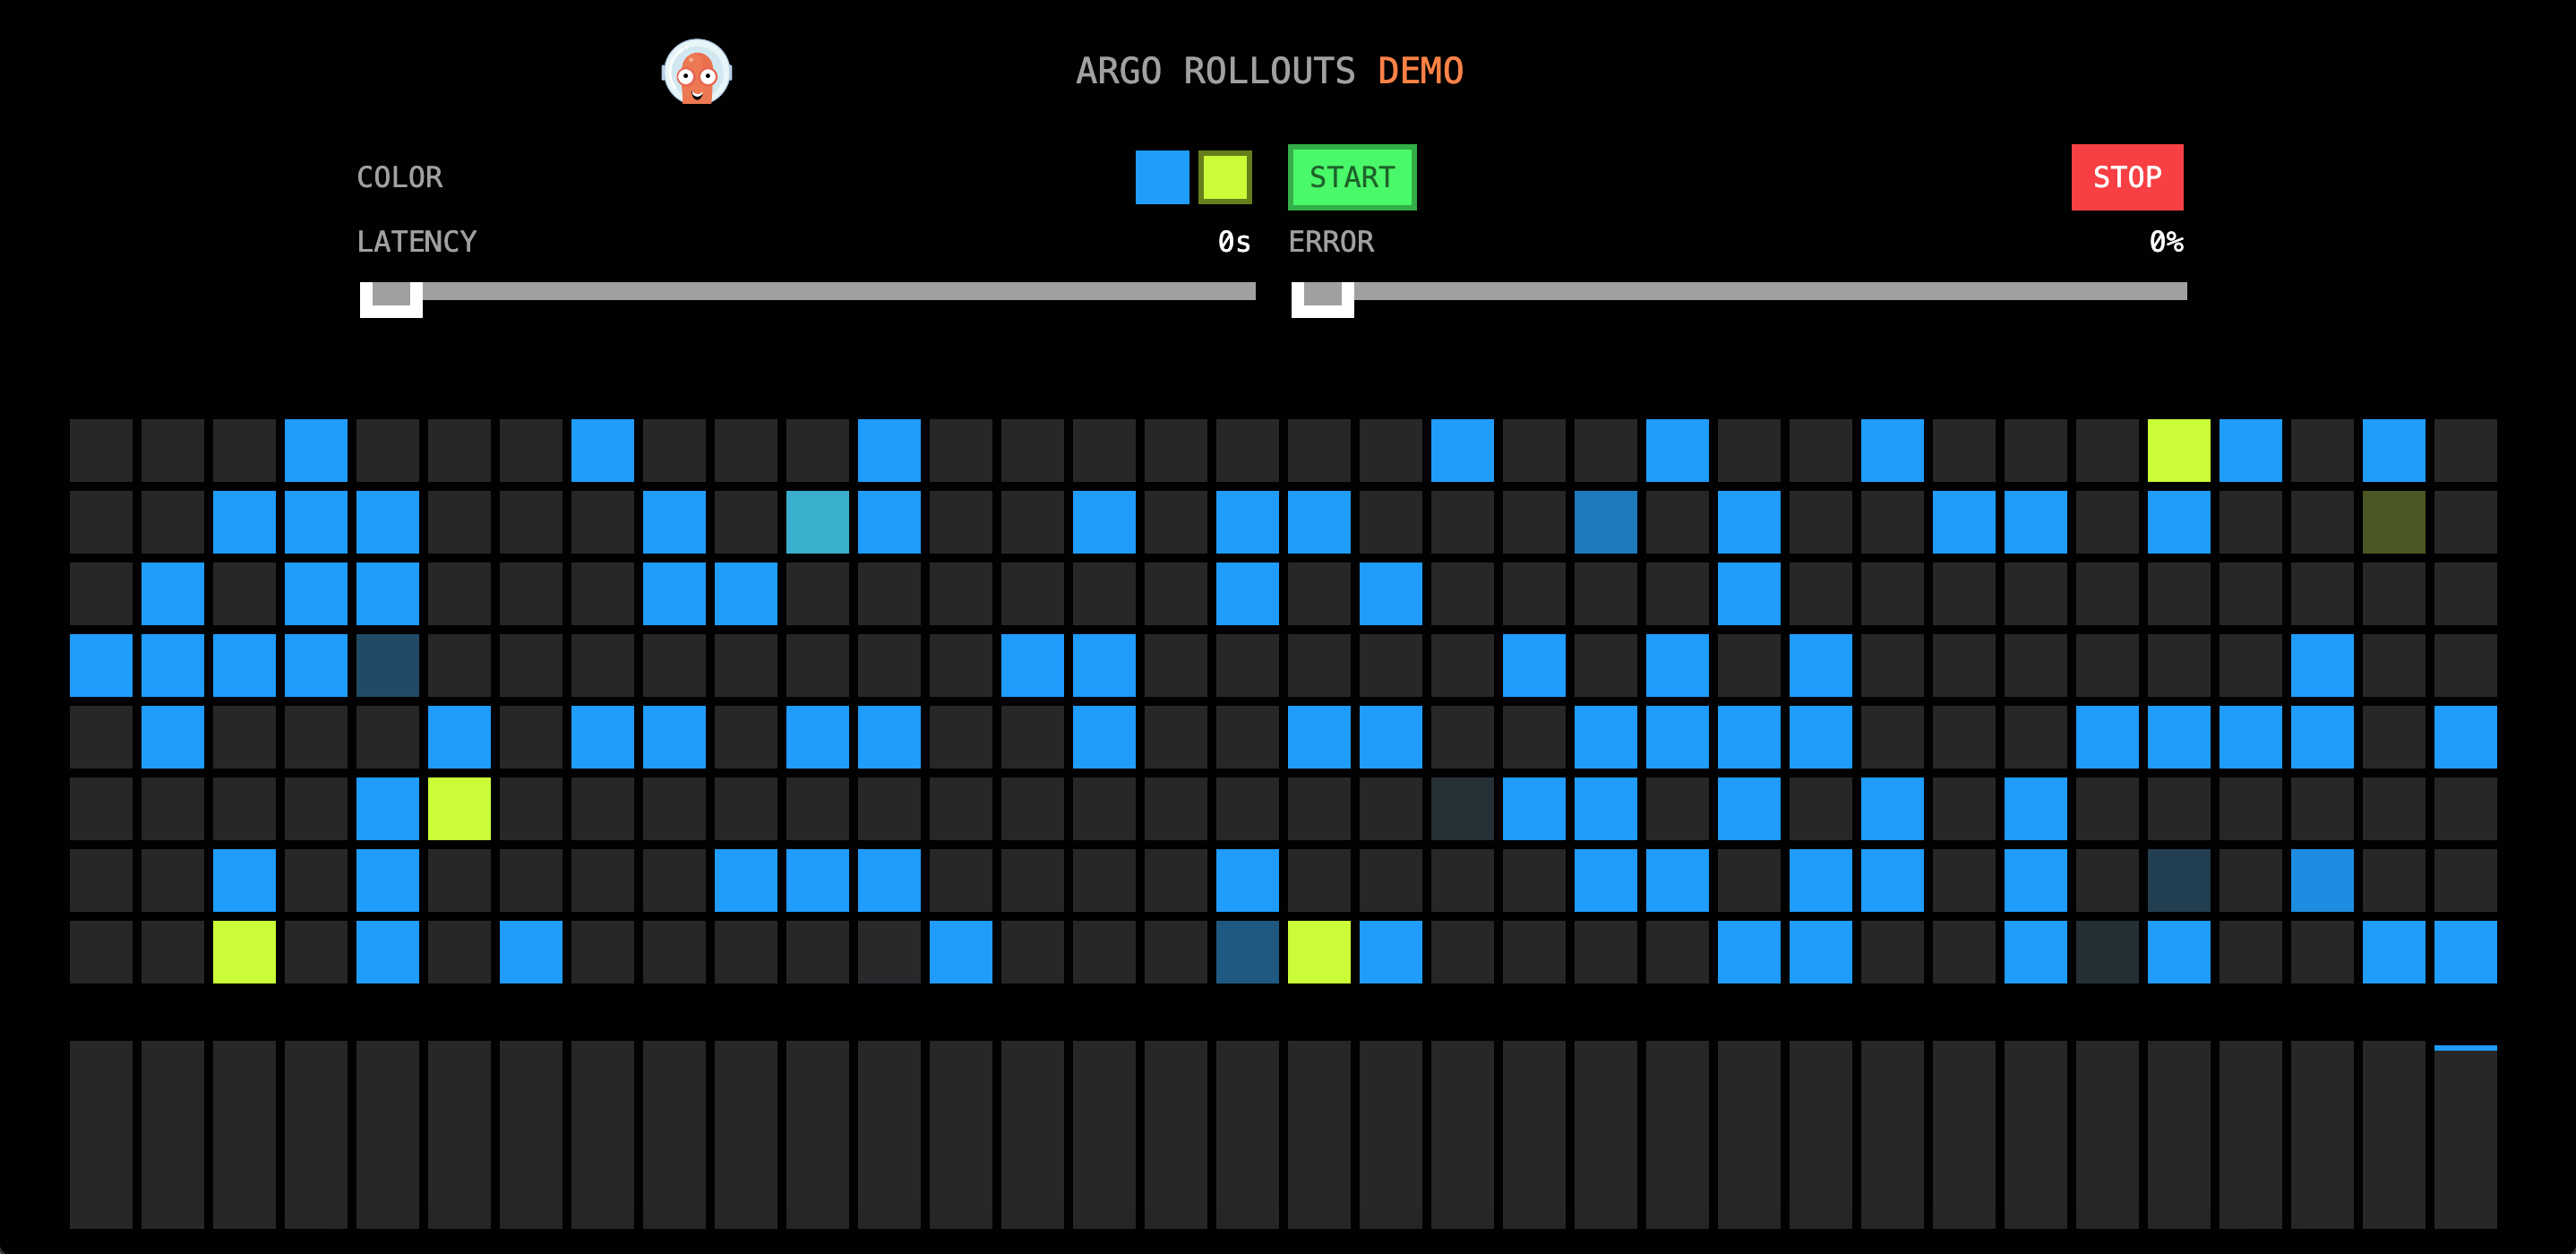 ARGO ROLLOUTS DEMO
COLOR
START
STOP
LATENCY
0s
ERROR
0%